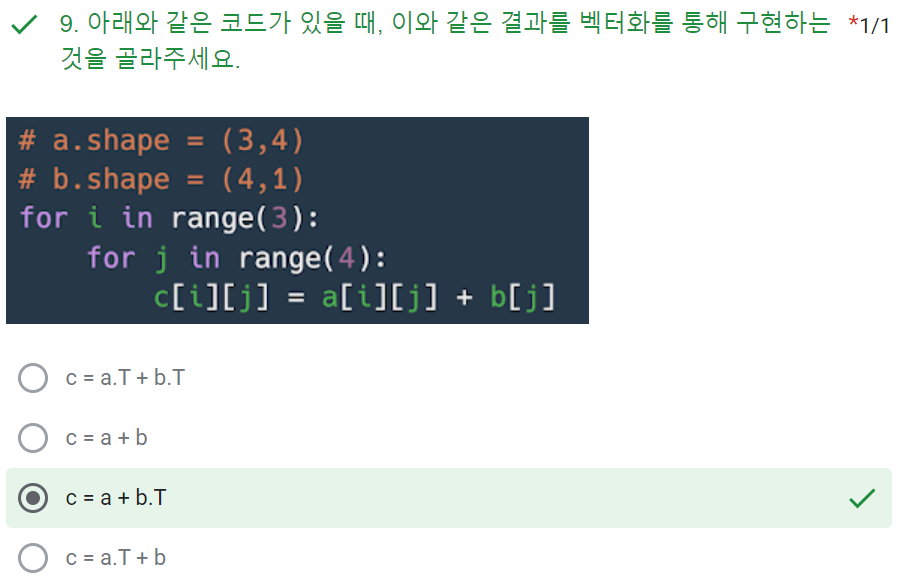 9. 아래와 같은 코드가 있을 때, 이와 같은 결과를 벡터화를 통해 구현하는 *1/1
것을 골라주세요.
# a.shape = (3,4)
# b.shape = (4,1)
for i in range(3):
    for j in range(4):
        c[i][j] = a[i][j] + b[j]
c = a.T + b.T
c = a + b
c = a + b.T
c = a.T + b